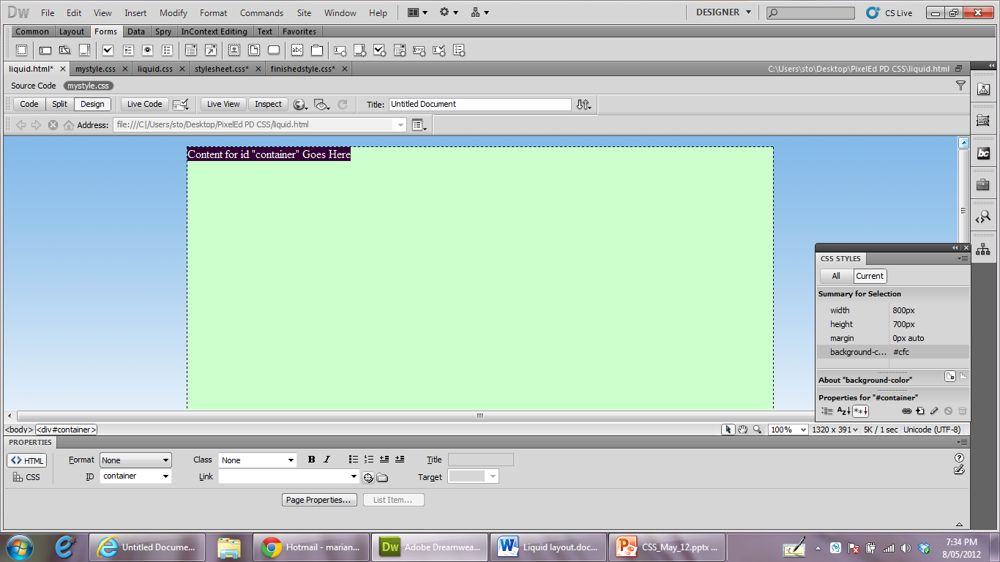 Dw File Edit View Insert Modify Format Commands Site Window Help DESIGNER CS Live
Common Layout Forms Data Spry InContext Editing Text Favorites
abc
liquid.html* mystyle.css liquid.css stylesheet.css* finishedstyle.css* C:\Users\sto\Desktop\PixelEd PD CSS\liquid.html
Source Code mystyle.css
Code Split Design Live Code Live View Inspect Title: Untitled Document
Address: file:///C|/Users/sto/Desktop/PixelEd PD CSS/liquid.html
Content for id "container" Goes Here
bc
CSS STYLES
All Current
Summary for Selection
width 800px
height 700px
margin 0px auto
background-c... #cfc
About "background-color"
Properties for "#container"
<body> <div#container> 100% 1320 x 391 5K / 1 sec Unicode (UTF-8)
PROPERTIES
HTML Format None Class None B I Title
CSS ID container Link Target
Page Properties... List Item...
Untitled Docume... Hotmail - marian... Dw Adobe Dreamwea... Liquid layout.doc... CSS_May_12.pptx ...
7:34 PM
8/05/2012